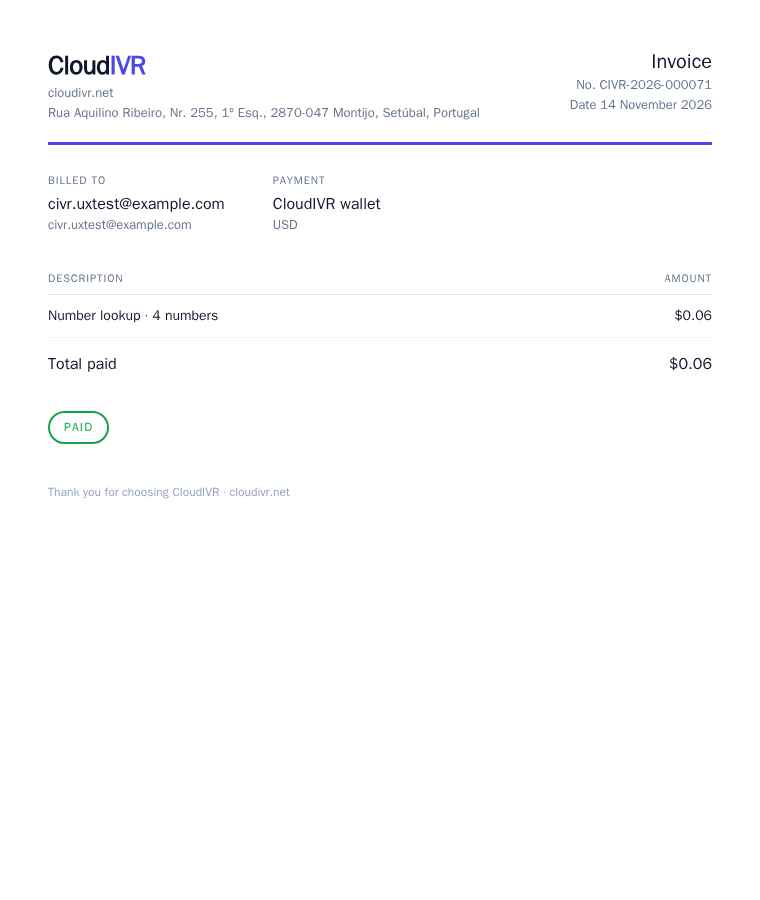 CloudIVR
cloudivr.net
Rua Aquilino Ribeiro, Nr. 255, 1º Esq., 2870-047 Montijo, Setúbal, Portugal
Invoice
No. CIVR-2026-000071
Date 14 November 2026
BILLED TO
civr.uxtest@example.com
civr.uxtest@example.com
PAYMENT
CloudIVR wallet
USD
DESCRIPTION AMOUNT
Number lookup · 4 numbers $0.06
Total paid $0.06
PAID
Thank you for choosing CloudIVR · cloudivr.net